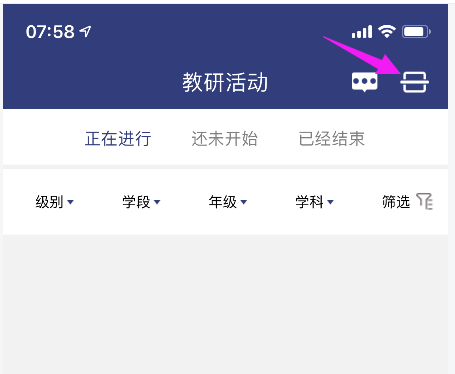 07:58
教研活动
正在进行 还未开始 已经结束
级别 学段 年级 学科 筛选